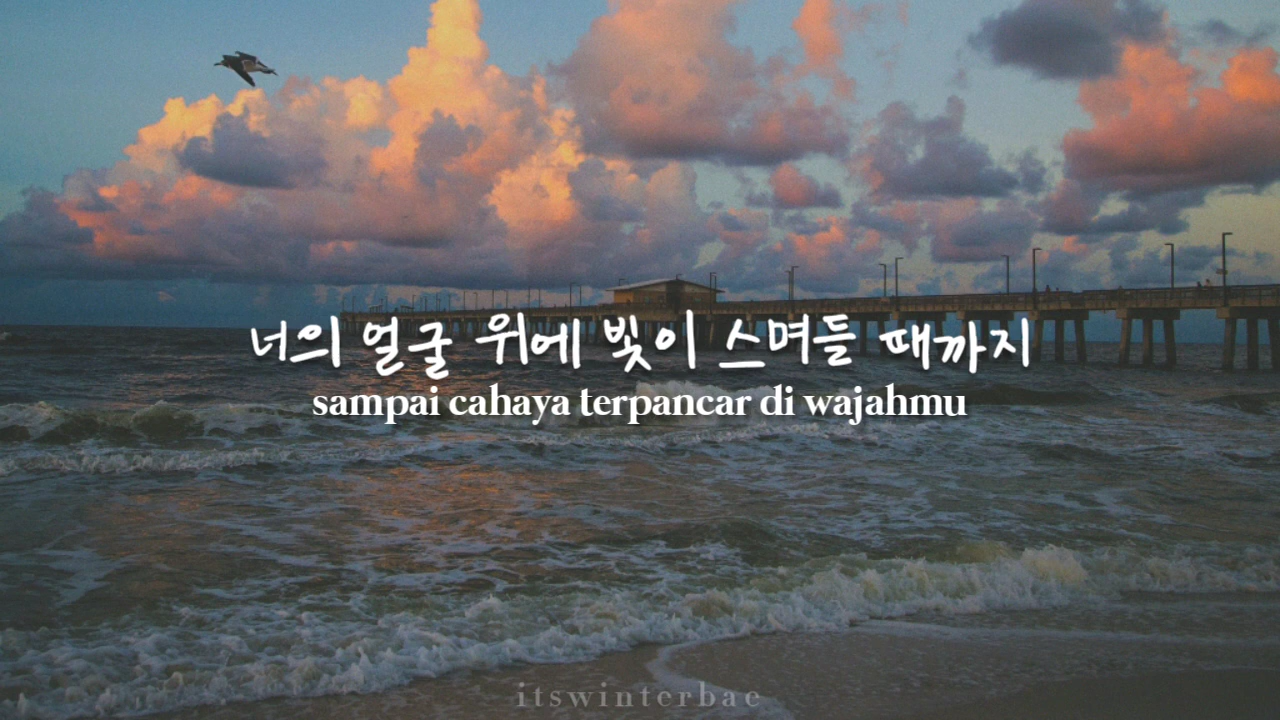 너의 얼굴 위에 빛이 스며들 때까지
sampai cahaya terpancar di wajahmu
itswinterbae